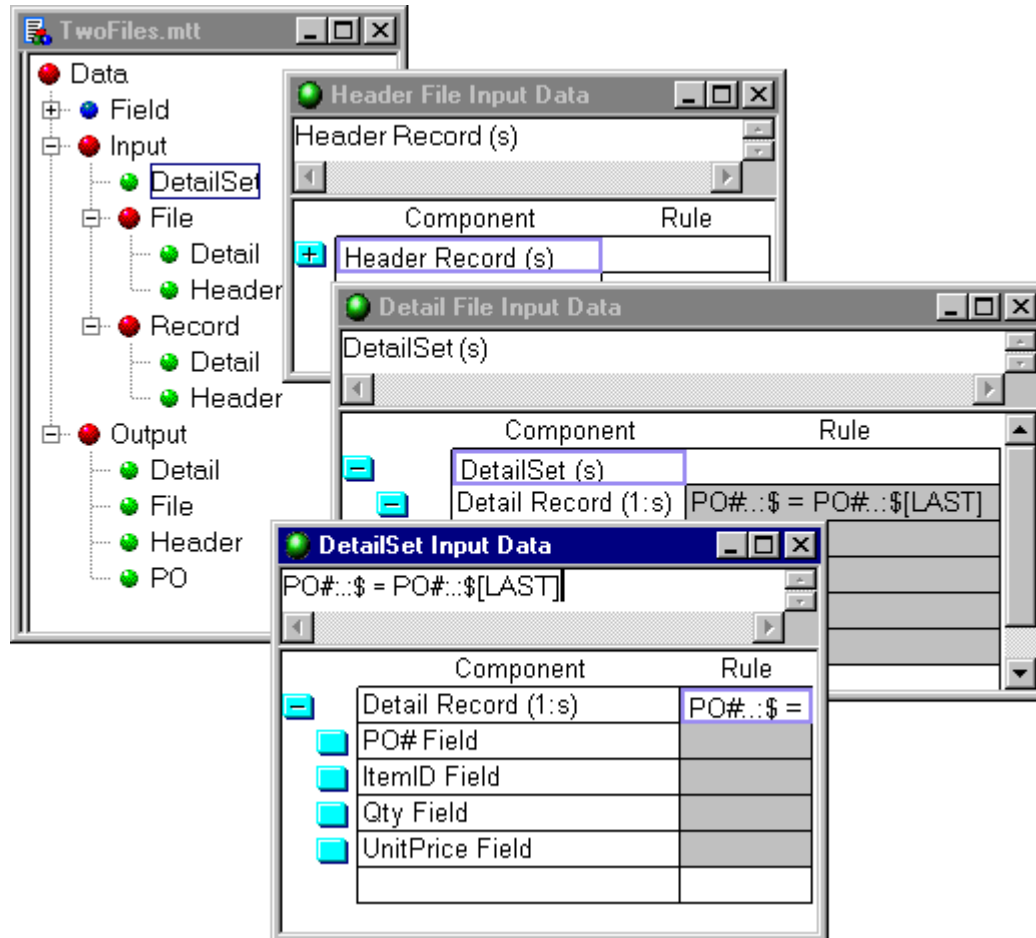 TwoFiles.mtt
Data
Field
Input
DetailSet
File
Detail
Header
Record
Detail
Header
Output
Detail
File
Header
PO
Header File Input Data
Header Record (s)
Component Rule
Header Record (s)
Detail File Input Data
DetailSet (s)
Component Rule
DetailSet (s)
Detail Record (1:s) PO#:.:$ = PO#:.:$[LAST]
DetailSet Input Data
PO#:.:$ = PO#:.:$[LAST]
Component Rule
Detail Record (1:s) PO#:.:$ =
PO# Field
ItemID Field
Qty Field
UnitPrice Field